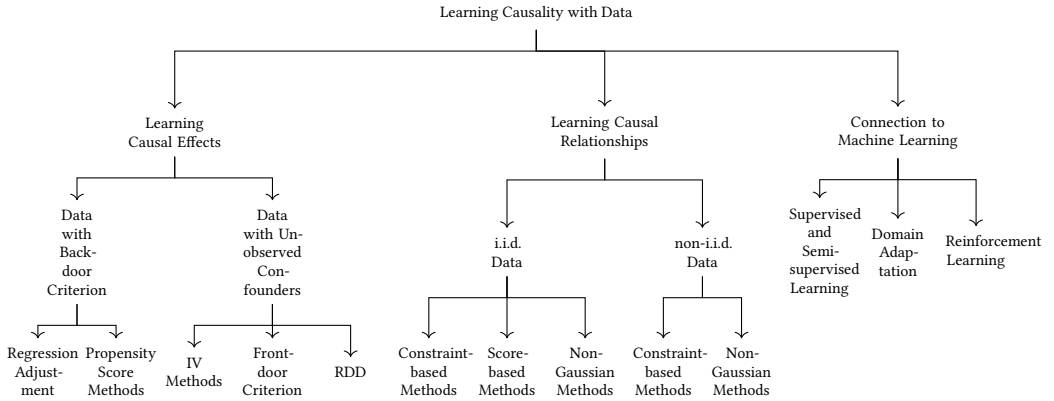 Learning Causality with Data
Learning
Causal Effects
Learning Causal
Relationships
Connection to
Machine Learning
Data
with
Back-
door
Criterion
Data
with Un-
observed
Con-
founders
i.i.d.
Data
non-i.i.d.
Data
Supervised
and
Semi-
supervised
Learning
Domain
Adap-
tation
Reinforcement
Learning
Regression
Adjust-
ment
Propensity
Score
Methods
IV
Methods
Front-
door
Criterion
RDD
Constraint-
based
Methods
Score-
based
Methods
Non-
Gaussian
Methods
Constraint-
based
Methods
Non-
Gaussian
Methods